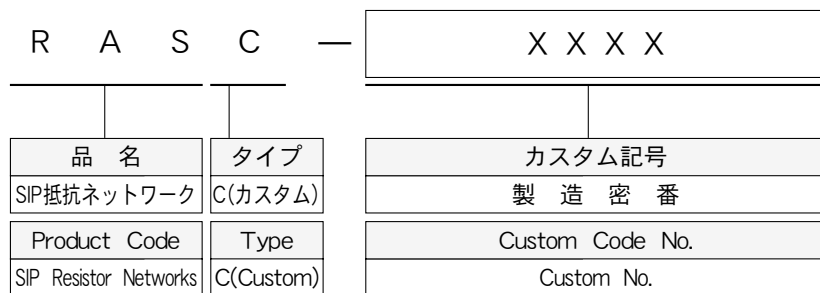 R A S C — X X X X
品 名 タイプ カスタム記号
SIP抵抗ネットワーク C(カスタム) 製 造 密 番
Product Code Type Custom Code No.
SIP Resistor Networks C(Custom) Custom No.